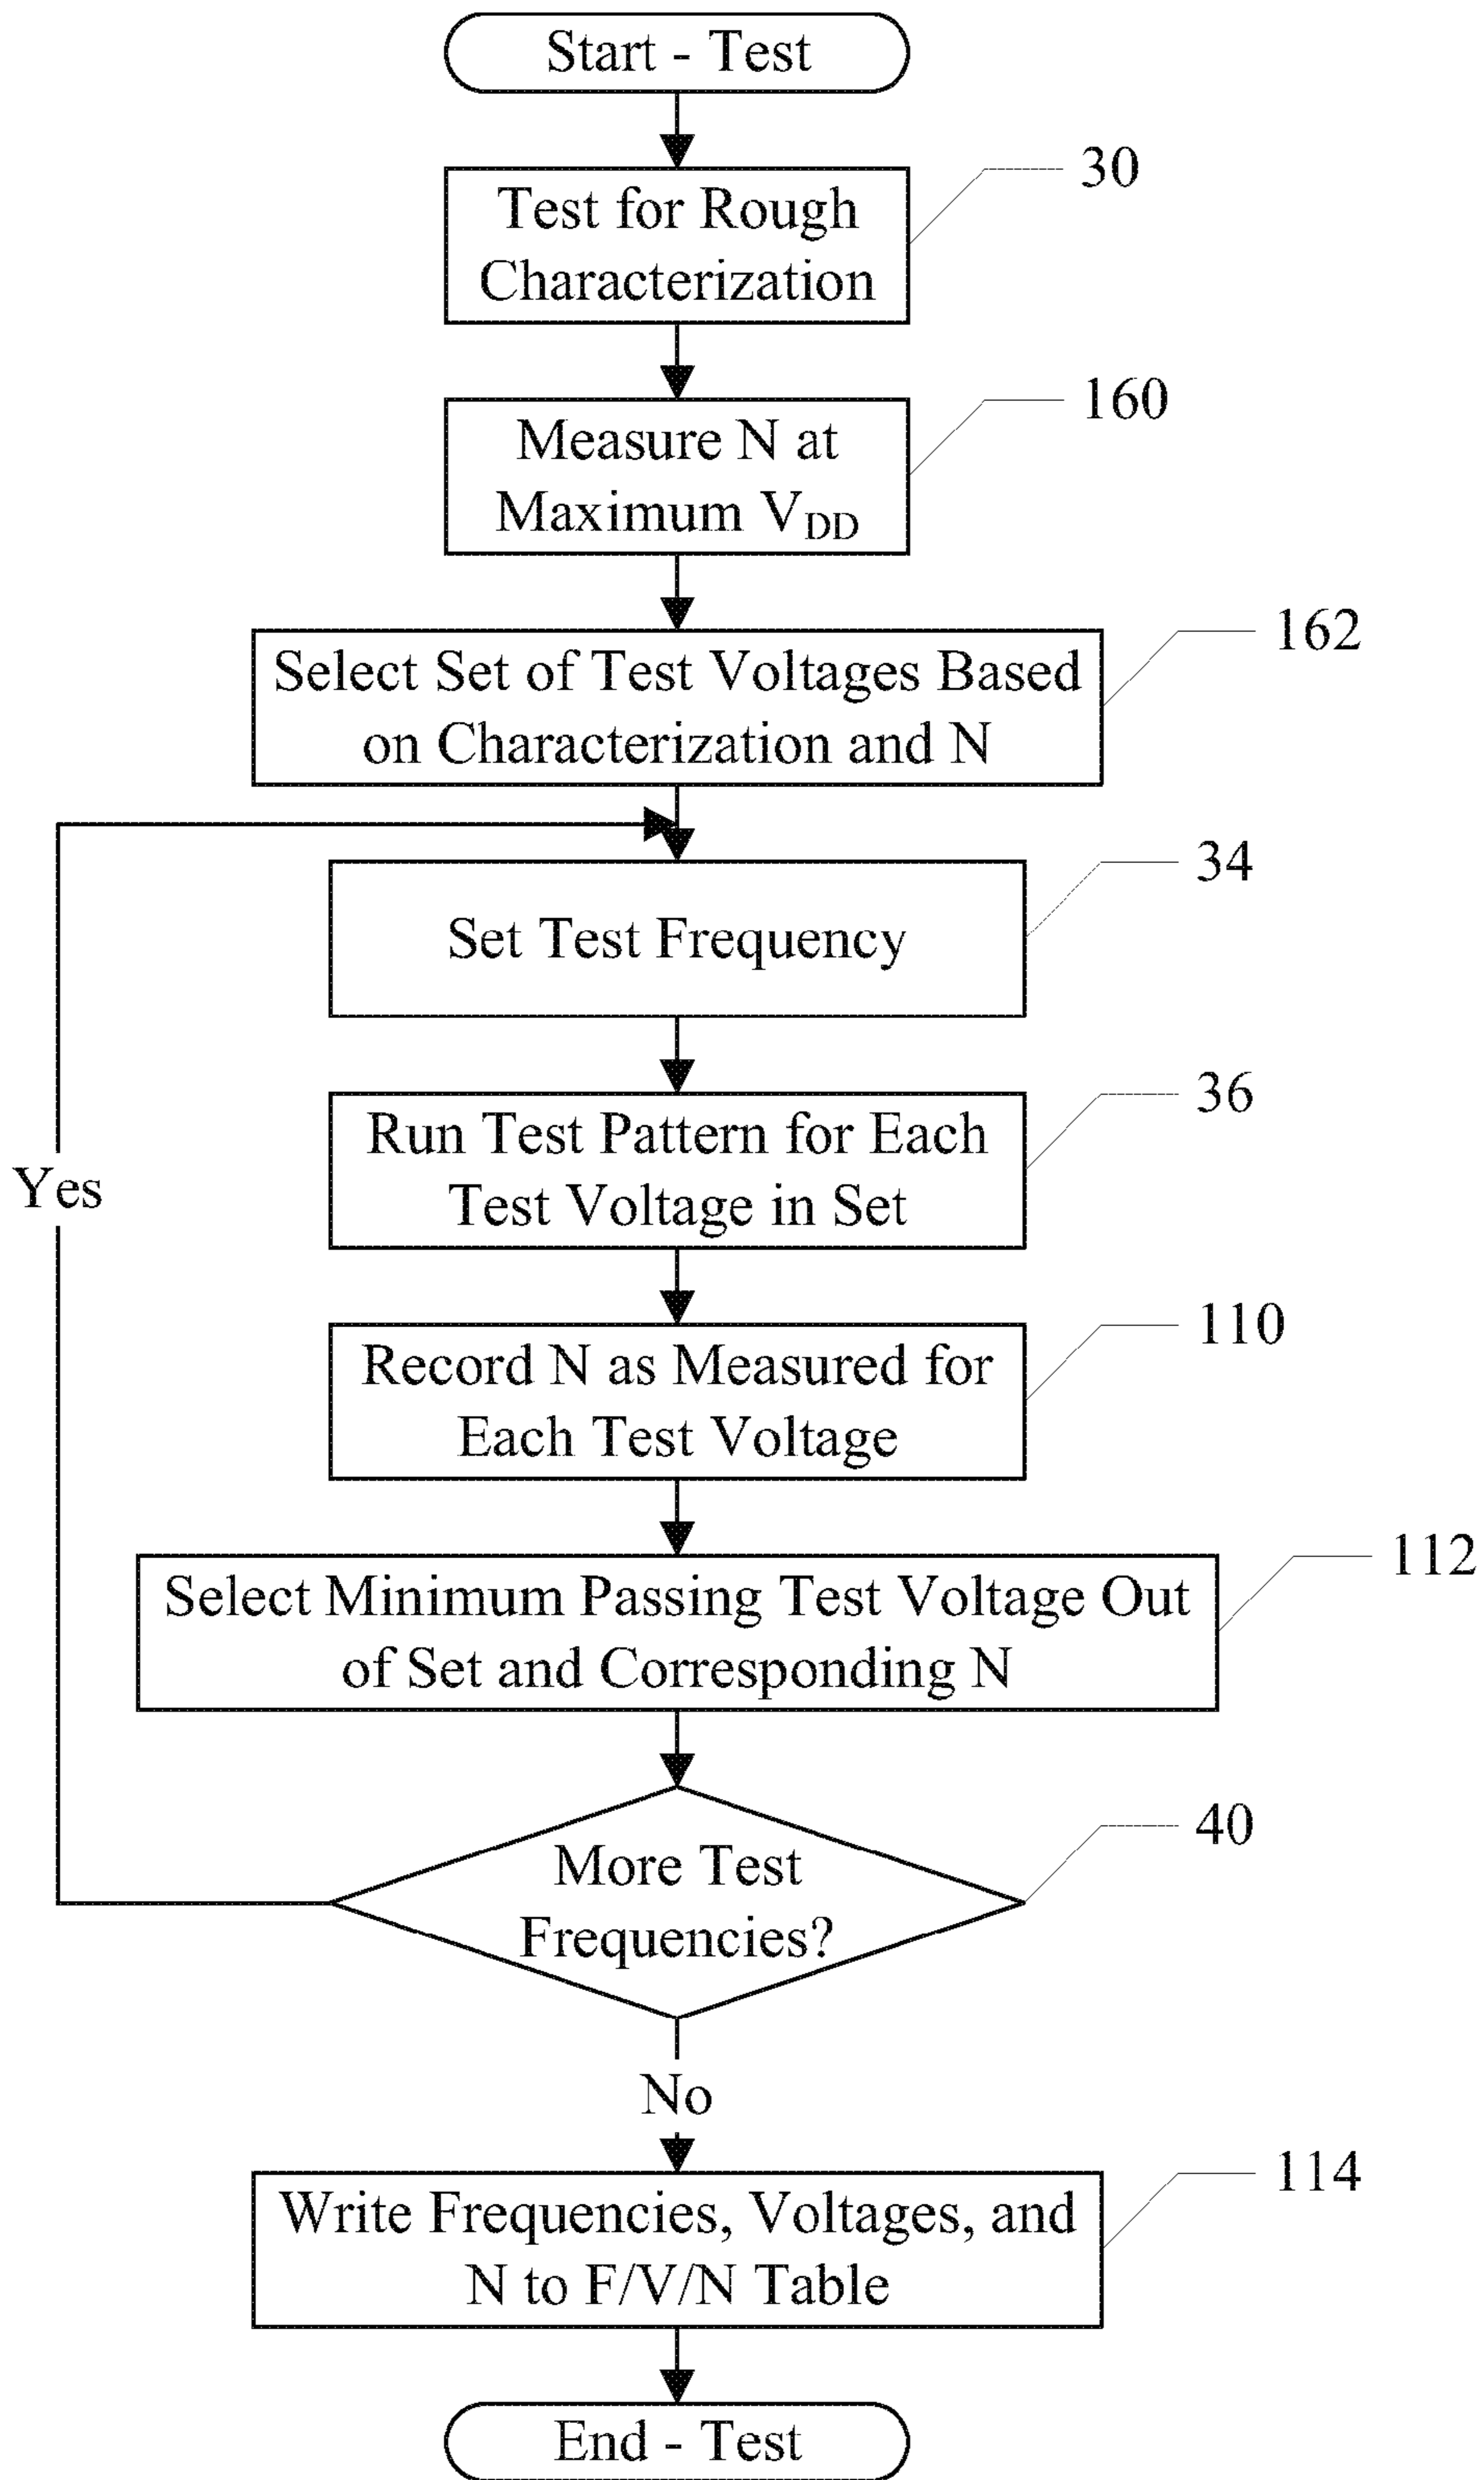 Start - Test
30
Test for Rough
Characterization
160
Measure N at
Maximum VDD
162
Select Set of Test Voltages Based
on Characterization and N
34
Set Test Frequency
36
Run Test Pattern for Each
Test Voltage in Set
Yes
110
Record N as Measured for
Each Test Voltage
112
Select Minimum Passing Test Voltage Out
of Set and Corresponding N
40
More Test
Frequencies?
No
114
Write Frequencies, Voltages, and
N to F/V/N Table
End - Test